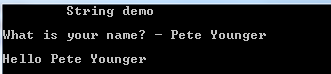 String demo
What is your name? - Pete Younger
Hello Pete Younger